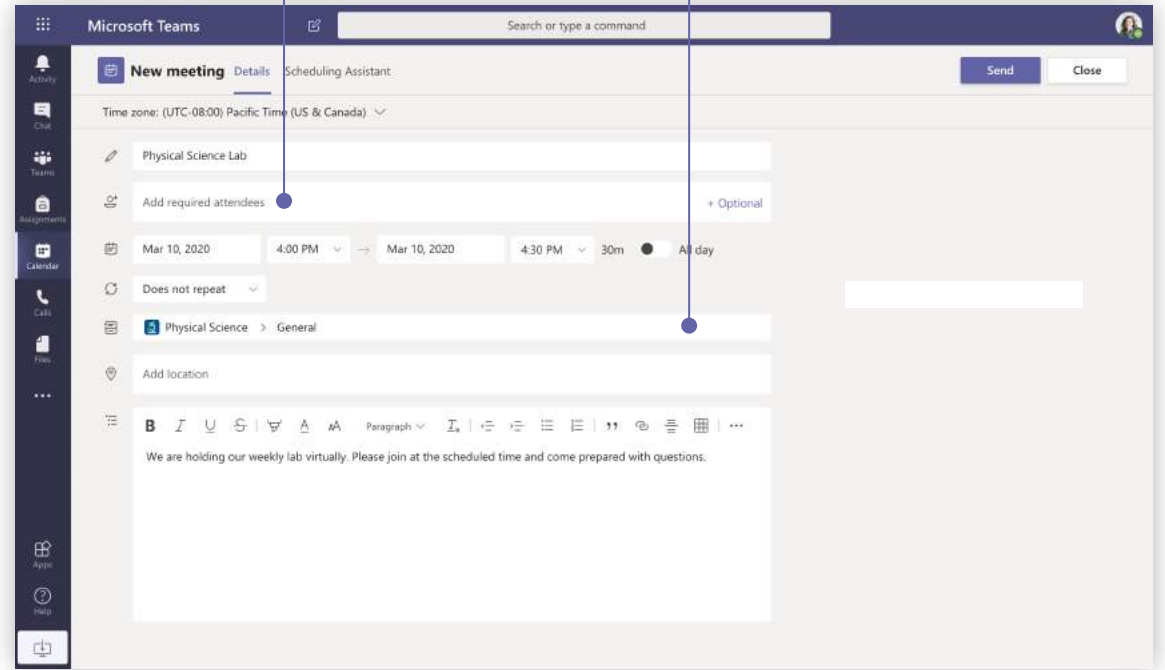 Microsoft Teams
Search or type a command
Activity
Chat
Teams
Assignments
Calendar
Calls
Files
Apps
Help
New meeting Details Scheduling Assistant
Send Close
Time zone: (UTC-08:00) Pacific Time (US & Canada)
Physical Science Lab
Add required attendees + Optional
Mar 10, 2020 4:00 PM → Mar 10, 2020 4:30 PM 30m All day
Does not repeat
Physical Science > General
Add location
B I U S A AA Paragraph
We are holding our weekly lab virtually. Please join at the scheduled time and come prepared with questions.